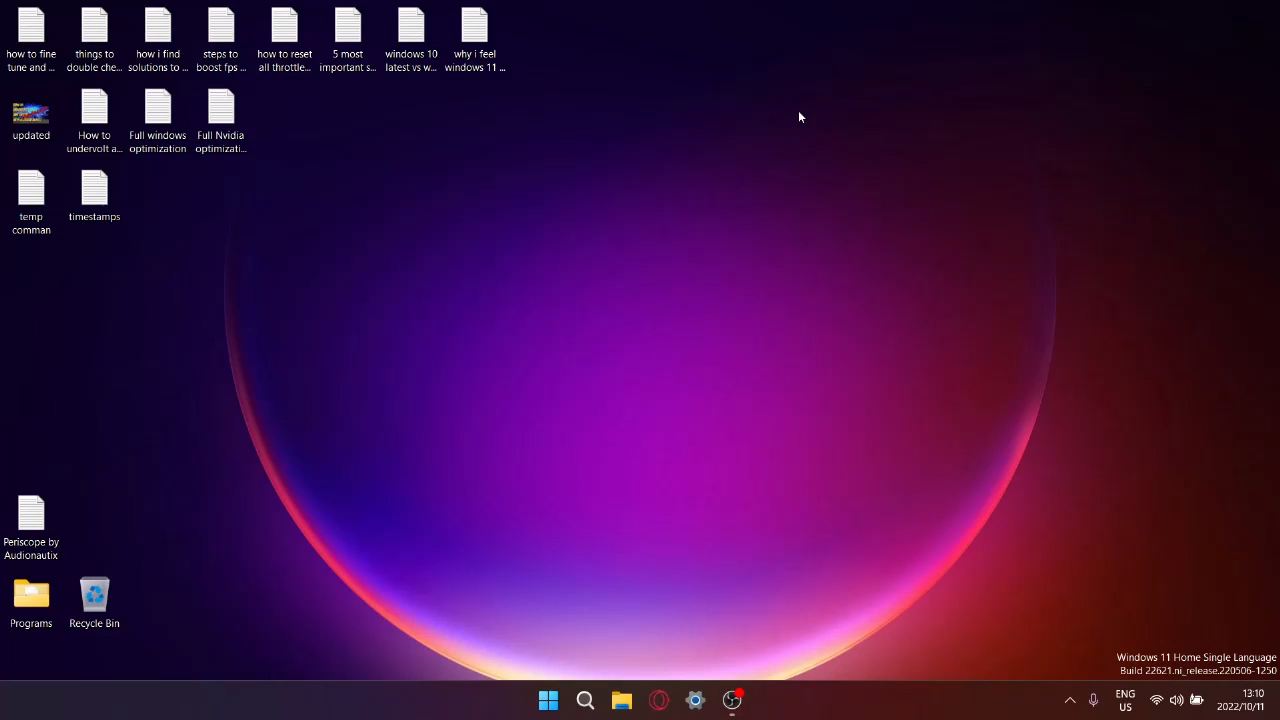 how to fine
tune and ...
things to
double che...
how i find
solutions to ...
steps to
boost fps ...
how to reset
all throttle...
5 most
important s...
windows 10
latest vs w...
why i feel
windows 11 ...
updated
How to
undervolt a...
Full windows
optimization
Full Nvidia
optimizati...
temp
comman
timestamps
Periscope by
Audionautix
Programs
Recycle Bin
Windows 11 Home Single Language
Build 22621.ni_release.220506-1250
ENG
US
13:10
2022/10/11